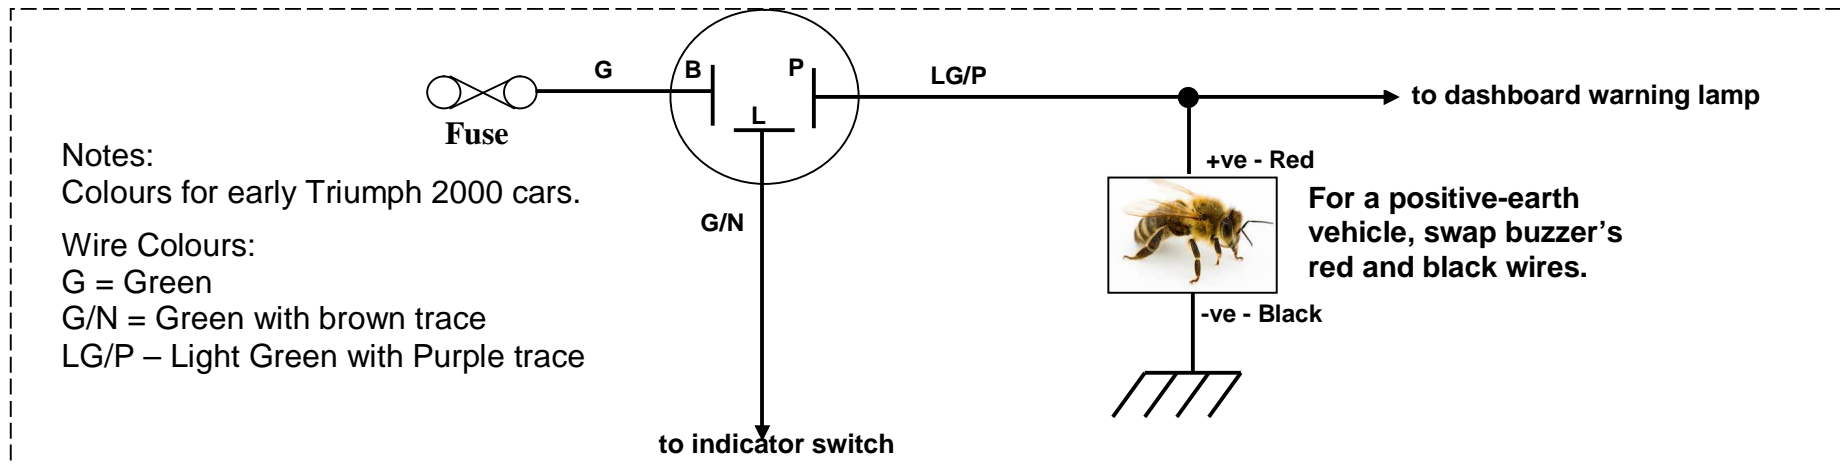 G
B
P
L
LG/P
to dashboard warning lamp
Fuse
Notes:
Colours for early Triumph 2000 cars.
Wire Colours:
G = Green
G/N = Green with brown trace
LG/P – Light Green with Purple trace
G/N
to indicator switch
+ve - Red
For a positive-earth
vehicle, swap buzzer’s
red and black wires.
-ve - Black